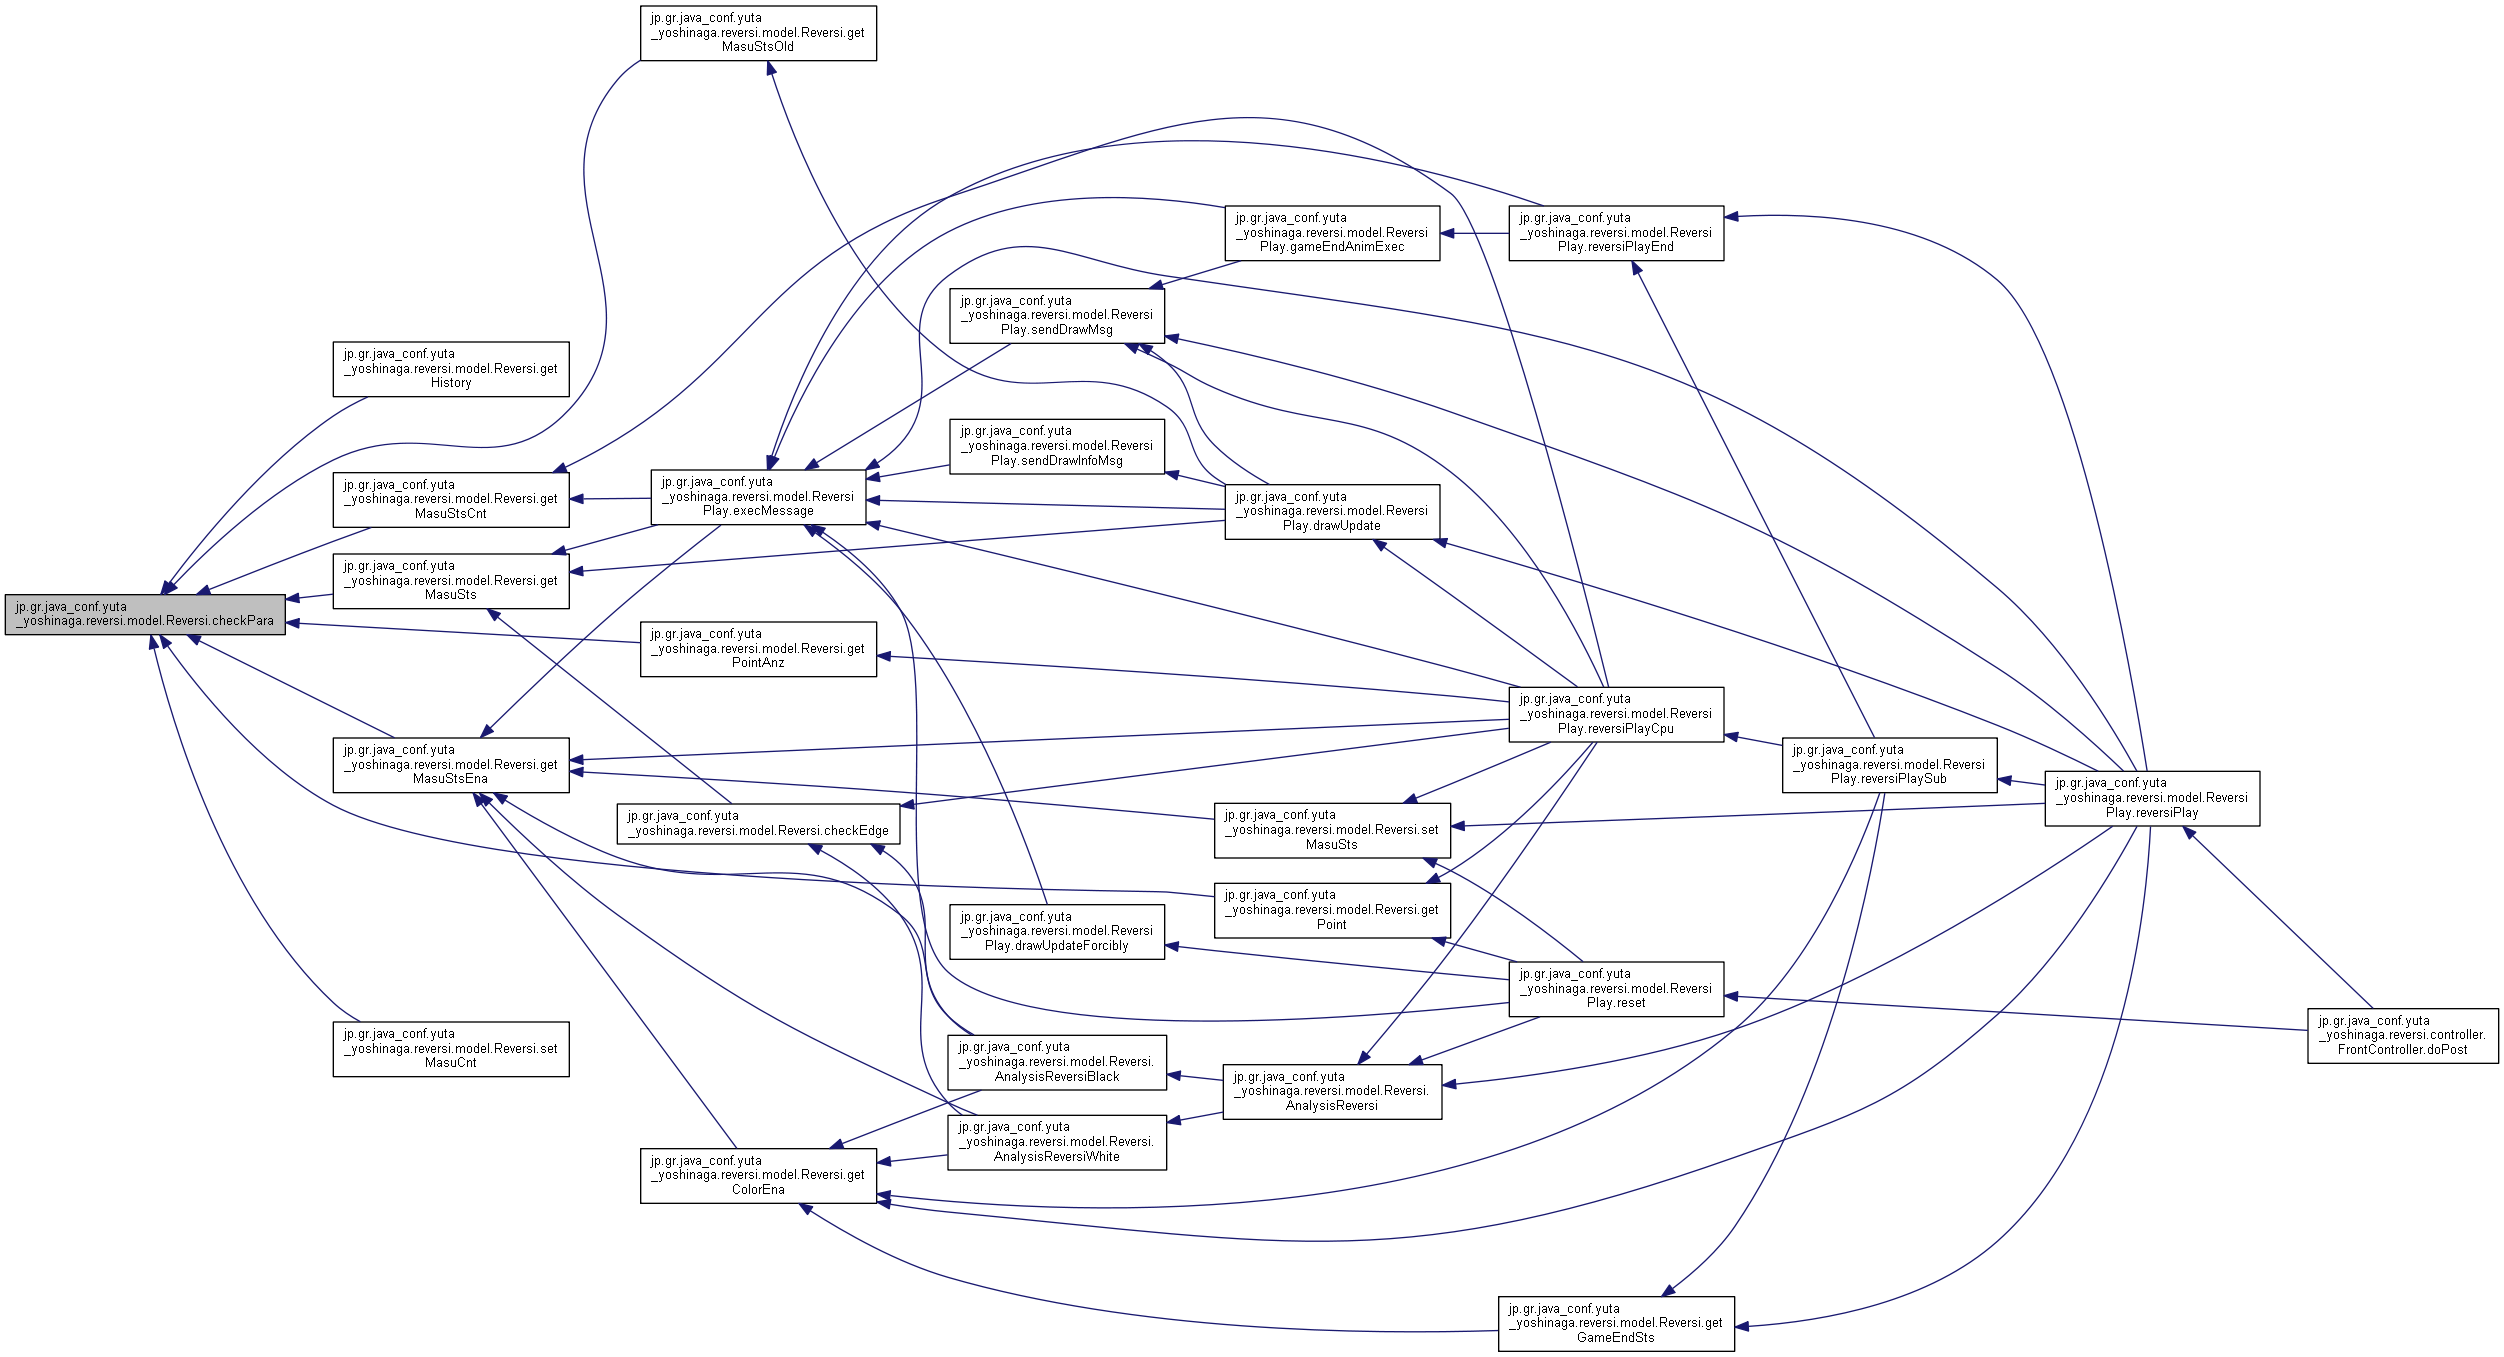 jp.gr.java_conf.yuta
_yoshinaga.reversi.model.Reversi.get
MasuStsOld
jp.gr.java_conf.yuta
_yoshinaga.reversi.model.Reversi
Play.gameEndAnimExec
jp.gr.java_conf.yuta
_yoshinaga.reversi.model.Reversi
Play.reversiPlayEnd
jp.gr.java_conf.yuta
_yoshinaga.reversi.model.Reversi
Play.sendDrawMsg
jp.gr.java_conf.yuta
_yoshinaga.reversi.model.Reversi.get
History
jp.gr.java_conf.yuta
_yoshinaga.reversi.model.Reversi
Play.sendDrawInfoMsg
jp.gr.java_conf.yuta
_yoshinaga.reversi.model.Reversi.get
MasuStsCnt
jp.gr.java_conf.yuta
_yoshinaga.reversi.model.Reversi
Play.execMessage
jp.gr.java_conf.yuta
_yoshinaga.reversi.model.Reversi
Play.drawUpdate
jp.gr.java_conf.yuta
_yoshinaga.reversi.model.Reversi.get
MasuSts
jp.gr.java_conf.yuta
_yoshinaga.reversi.model.Reversi.checkPara
jp.gr.java_conf.yuta
_yoshinaga.reversi.model.Reversi.get
PointAnz
jp.gr.java_conf.yuta
_yoshinaga.reversi.model.Reversi
Play.reversiPlayCpu
jp.gr.java_conf.yuta
_yoshinaga.reversi.model.Reversi.get
MasuStsEna
jp.gr.java_conf.yuta
_yoshinaga.reversi.model.Reversi
Play.reversiPlaySub
jp.gr.java_conf.yuta
_yoshinaga.reversi.model.Reversi
Play.reversiPlay
jp.gr.java_conf.yuta
_yoshinaga.reversi.model.Reversi.checkEdge
jp.gr.java_conf.yuta
_yoshinaga.reversi.model.Reversi.set
MasuSts
jp.gr.java_conf.yuta
_yoshinaga.reversi.model.Reversi.get
Point
jp.gr.java_conf.yuta
_yoshinaga.reversi.model.Reversi
Play.drawUpdateForcibly
jp.gr.java_conf.yuta
_yoshinaga.reversi.model.Reversi
Play.reset
jp.gr.java_conf.yuta
_yoshinaga.reversi.controller.
FrontController.doPost
jp.gr.java_conf.yuta
_yoshinaga.reversi.model.Reversi.set
MasuCnt
jp.gr.java_conf.yuta
_yoshinaga.reversi.model.Reversi.
AnalysisReversiBlack
jp.gr.java_conf.yuta
_yoshinaga.reversi.model.Reversi.
AnalysisReversi
jp.gr.java_conf.yuta
_yoshinaga.reversi.model.Reversi.
AnalysisReversiWhite
jp.gr.java_conf.yuta
_yoshinaga.reversi.model.Reversi.get
ColorEna
jp.gr.java_conf.yuta
_yoshinaga.reversi.model.Reversi.get
GameEndSts